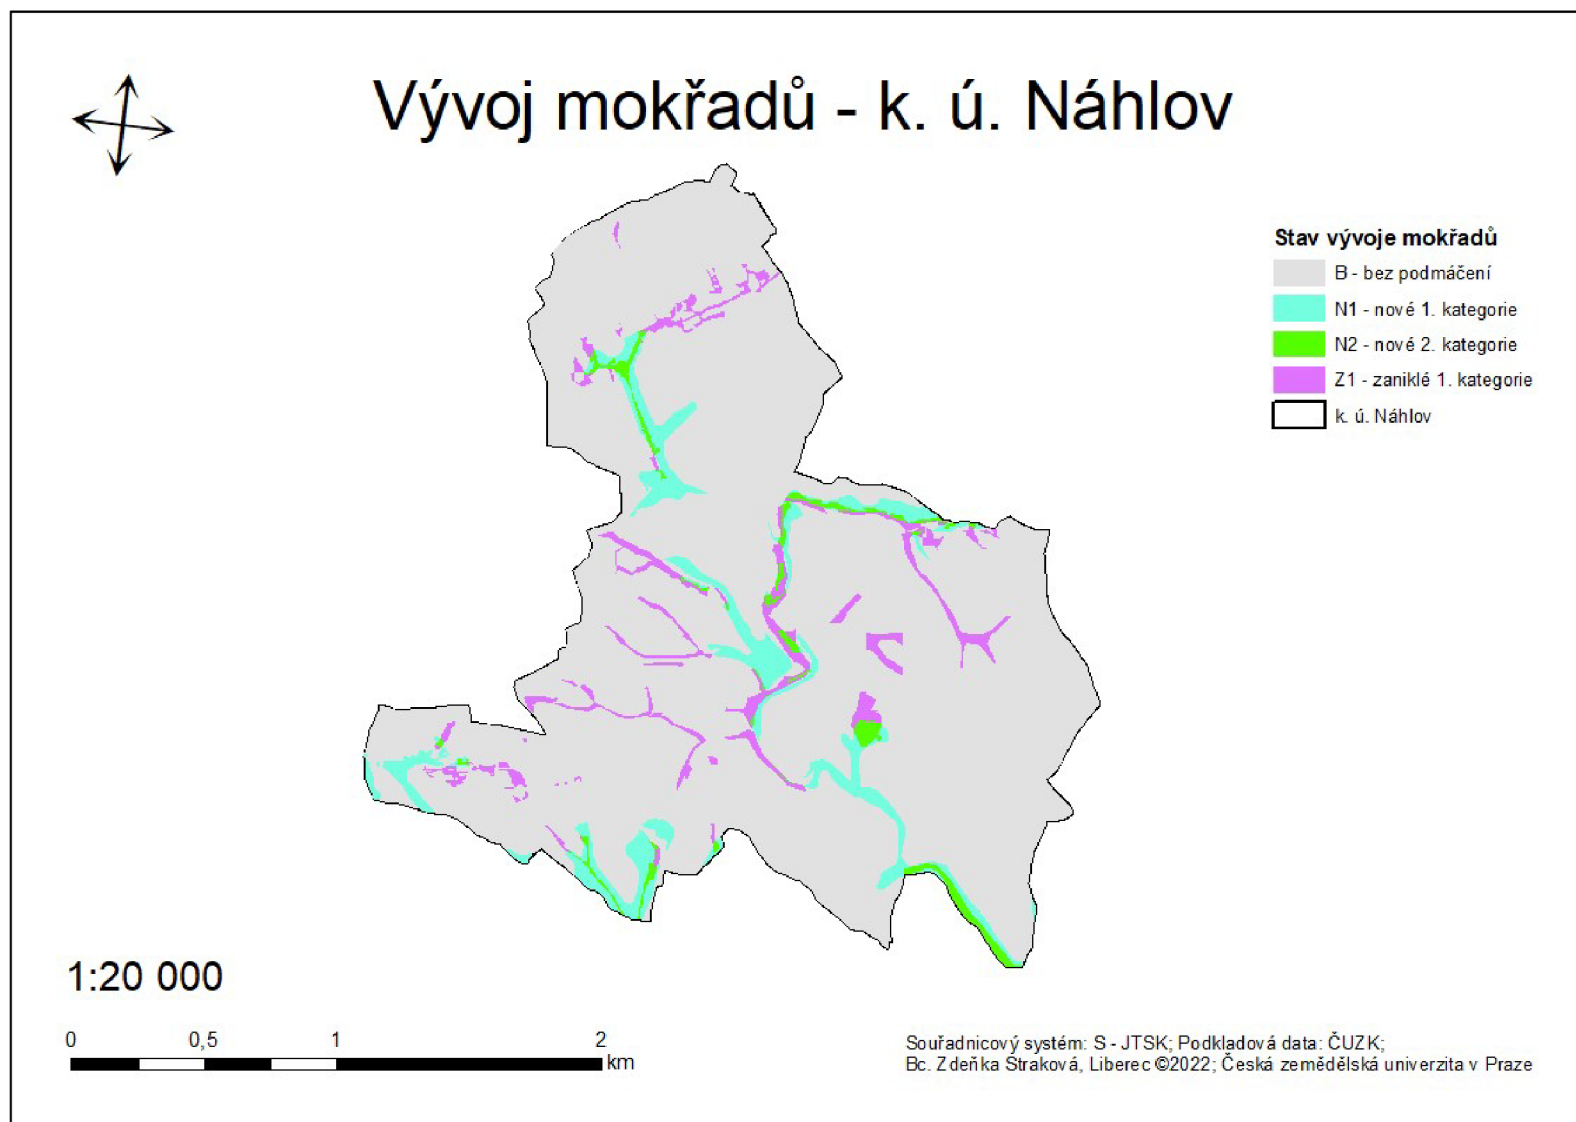 Vývoj mokřadů - k. ú. Náhlov
Stav vývoje mokřadů
B - bez podmáčení
N1 - nové 1. kategorie
N2 - nové 2. kategorie
Z1 - zaniklé 1. kategorie
k. ú. Náhlov
1:20 000
0 0,5 1 2
km
Souřadnicový systém: S - JTSK; Podkladová data: ČUZK;
Bc. Zdeňka Straková, Liberec ©2022; Česká zemědělská univerzita v Praze